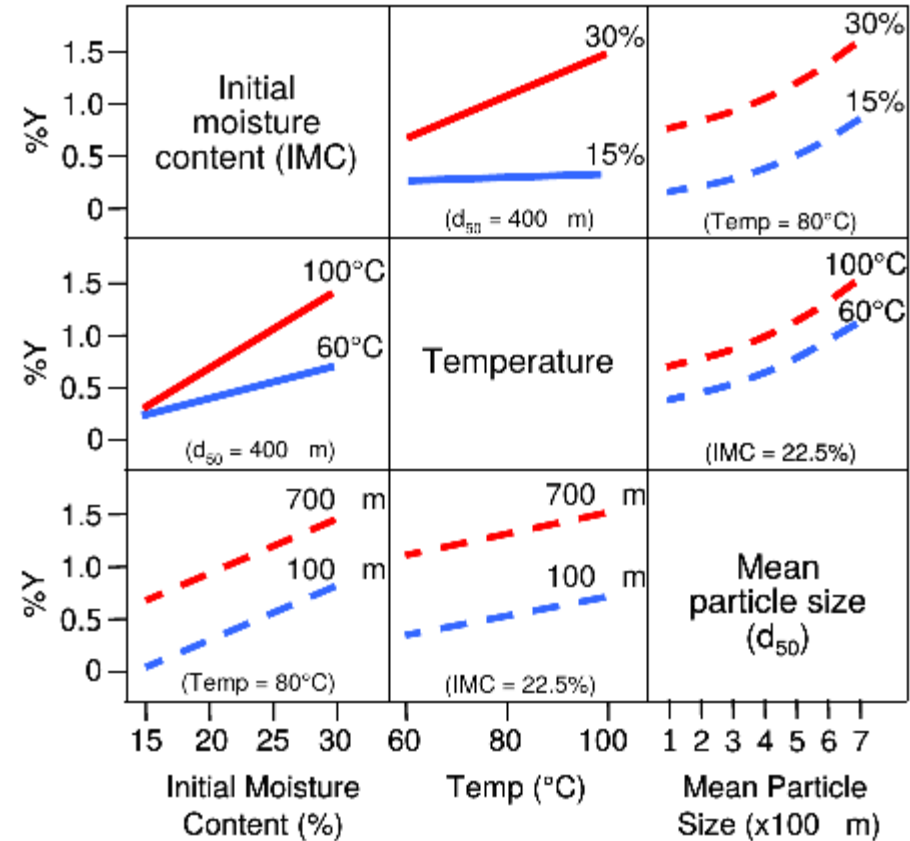 %Y
1.5
1.0
0.5
0
Initial
moisture
content (IMC)
30%
15%
(d50 = 400 m)
30%
15%
(Temp = 80°C)
%Y
1.5
1.0
0.5
0
100°C
60°C
(d50 = 400 m)
Temperature
100°C
60°C
(IMC = 22.5%)
%Y
1.5
1.0
0.5
0
700 m
100 m
(Temp = 80°C)
700 m
100 m
(IMC = 22.5%)
Mean
particle size
(d50)
15 20 25 30
60 80 100
1 2 3 4 5 6 7
Initial Moisture
Content (%)
Temp (°C)
Mean Particle
Size (x100 m)